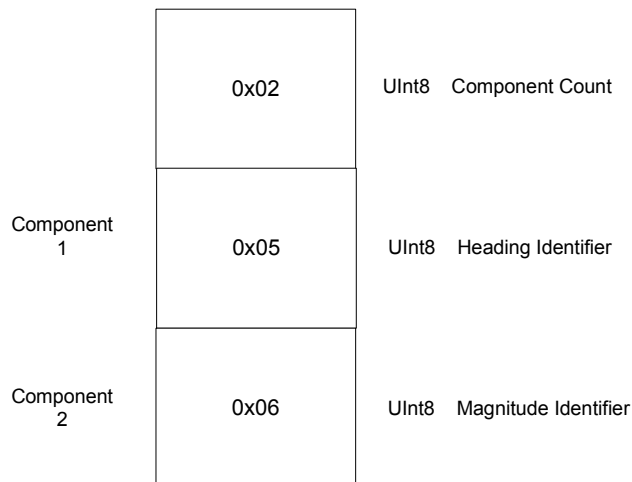 0x02 UInt8 Component Count
Component
1
0x05 UInt8 Heading Identifier
Component
2
0x06 UInt8 Magnitude Identifier